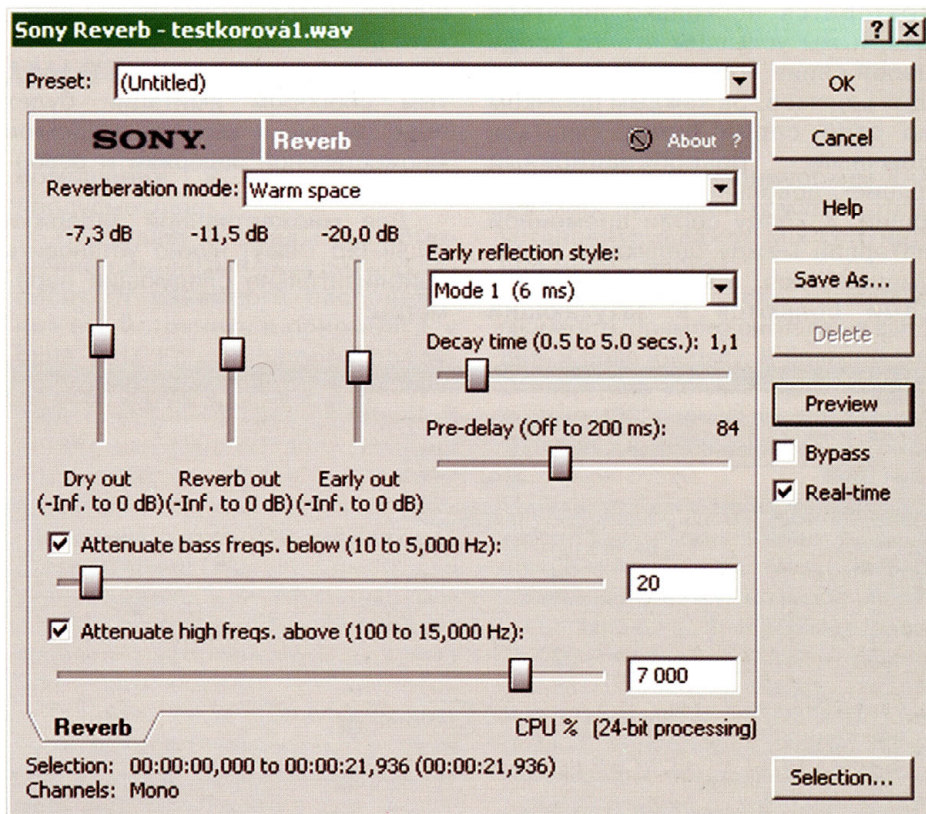 Sony Reverb - testkorova1.wav ? ×
Preset: (Untitled)
OK
SONY. Reverb About ?
Cancel
Reverberation mode: Warm space
Help
-7,3 dB -11,5 dB -20,0 dB
Early reflection style:
Mode 1 (6 ms)
Save As...
Delete
Decay time (0.5 to 5.0 secs.): 1,1
Preview
Pre-delay (Off to 200 ms): 84
Bypass
Real-time
Dry out Reverb out Early out
(-Inf. to 0 dB) (-Inf. to 0 dB) (-Inf. to 0 dB)
Attenuate bass freqs. below (10 to 5,000 Hz):
20
Attenuate high freqs. above (100 to 15,000 Hz):
7 000
Reverb
CPU % (24-bit processing)
Selection: 00:00:00,000 to 00:00:21,936 (00:00:21,936)
Channels: Mono
Selection...